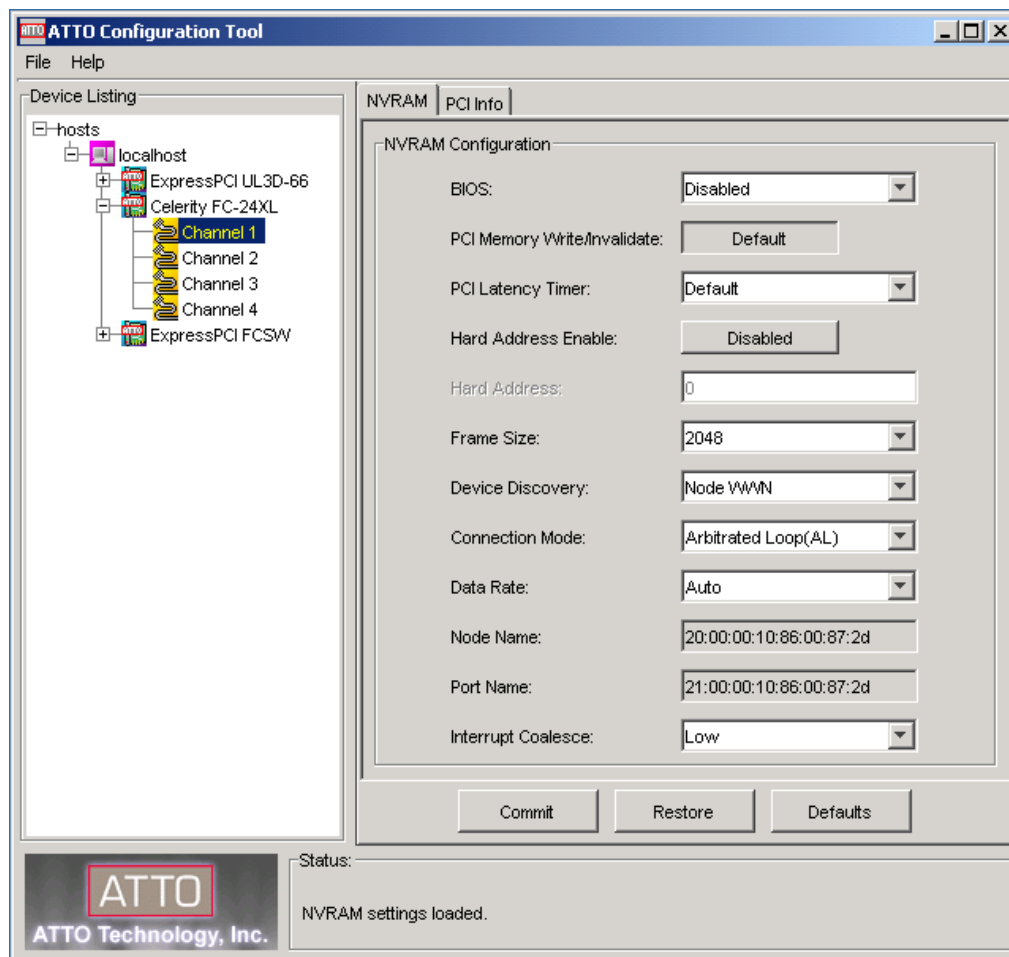 ATTO Configuration Tool
File Help
Device Listing
hosts
localhost
ExpressPCI UL3D-66
Celerity FC-24XL
Channel 1
Channel 2
Channel 3
Channel 4
ExpressPCI FCSW
NVRAM PCI Info
NVRAM Configuration
BIOS: Disabled
PCI Memory Write/Invalidate: Default
PCI Latency Timer: Default
Hard Address Enable: Disabled
Hard Address: 0
Frame Size: 2048
Device Discovery: Node WWN
Connection Mode: Arbitrated Loop(AL)
Data Rate: Auto
Node Name: 20:00:00:10:86:00:87:2d
Port Name: 21:00:00:10:86:00:87:2d
Interrupt Coalesce: Low
Commit Restore Defaults
ATTO
ATTO Technology, Inc.
Status:
NVRAM settings loaded.